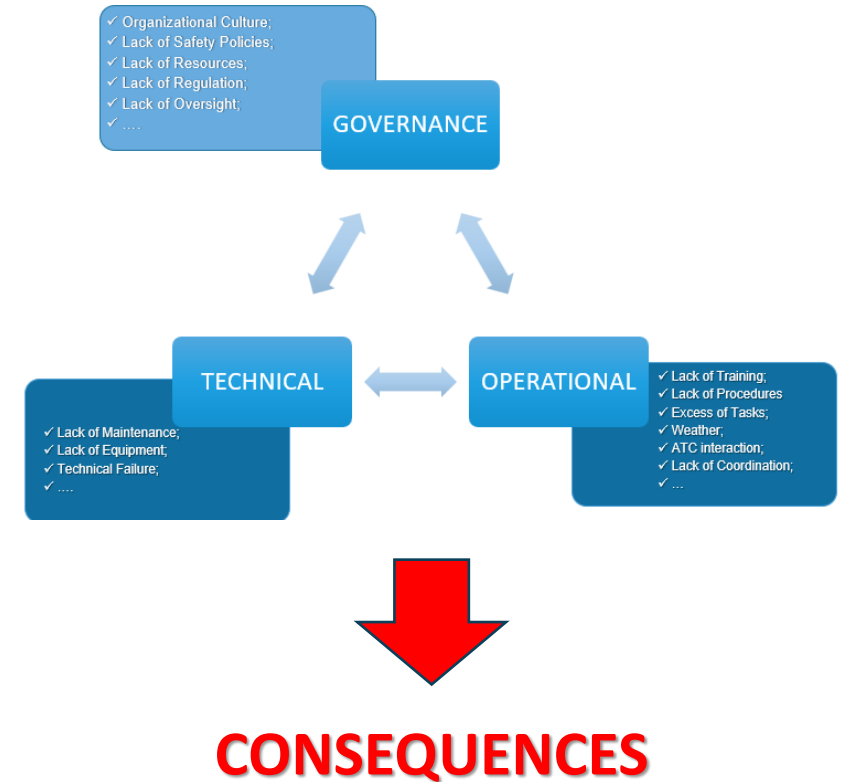 ✓ Organizational Culture;
✓ Lack of Safety Policies;
✓ Lack of Resources;
✓ Lack of Regulation;
✓ Lack of Oversight;
✓ ....
GOVERNANCE
TECHNICAL
✓ Lack of Maintenance;
✓ Lack of Equipment;
✓ Technical Failure;
✓ ....
OPERATIONAL
✓ Lack of Training;
✓ Lack of Procedures
✓ Excess of Tasks;
✓ Weather;
✓ ATC interaction;
✓ Lack of Coordination;
✓ ...
CONSEQUENCES